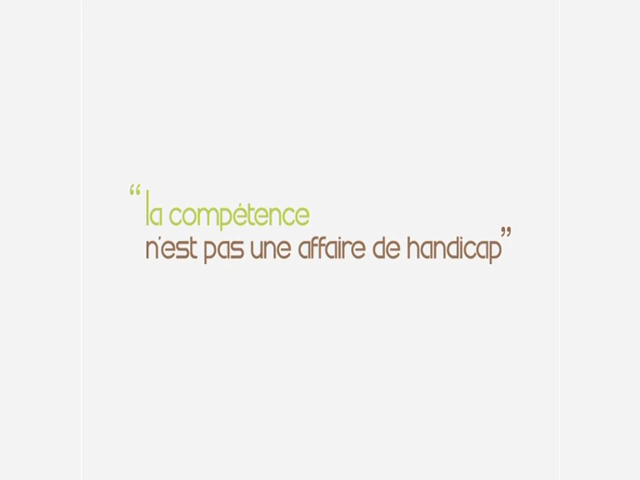 “la compétence
n'est pas une affaire de handicap”